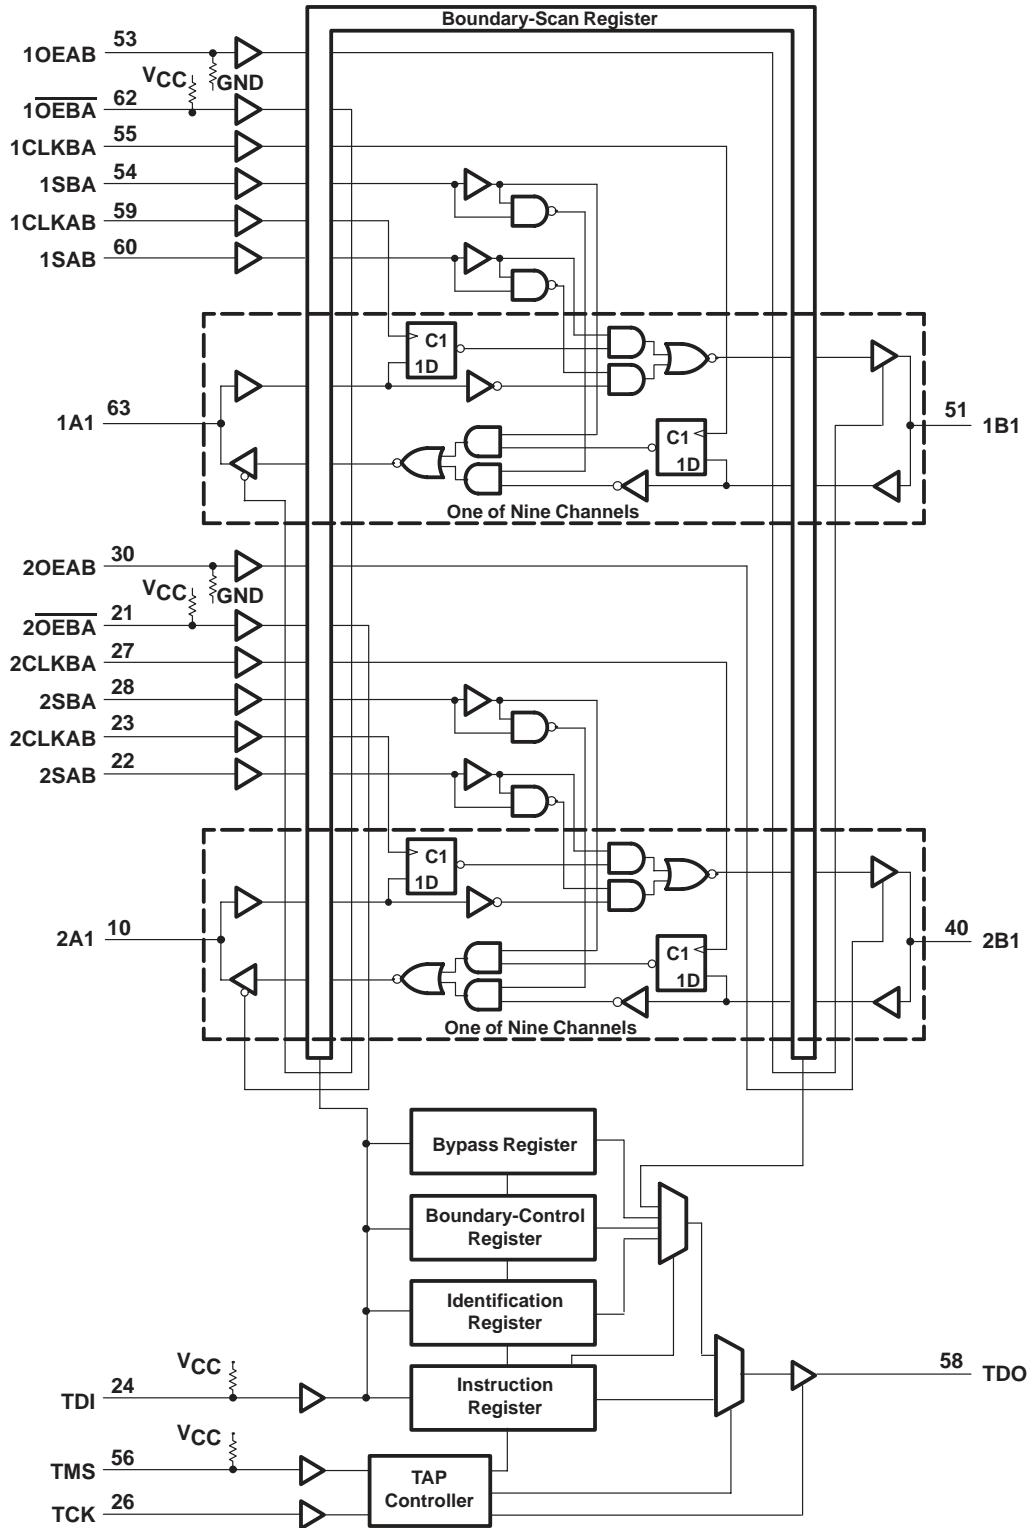 Boundary-Scan Register
1OEAB 53
VCC GND
1OEBA 62
1CLKBA 55
1SBA 54
1CLKAB 59
1SAB 60
C1
1D
1A1 63
51 1B1
C1
1D
One of Nine Channels
2OEAB 30
VCC GND
2OEBA 21
2CLKBA 27
2SBA 28
2CLKAB 23
2SAB 22
C1
1D
2A1 10
40 2B1
C1
1D
One of Nine Channels
Bypass Register
Boundary-Control
Register
Identification
Register
VCC
TDI 24
Instruction
Register
58 TDO
VCC
TMS 56
TAP
Controller
TCK 26